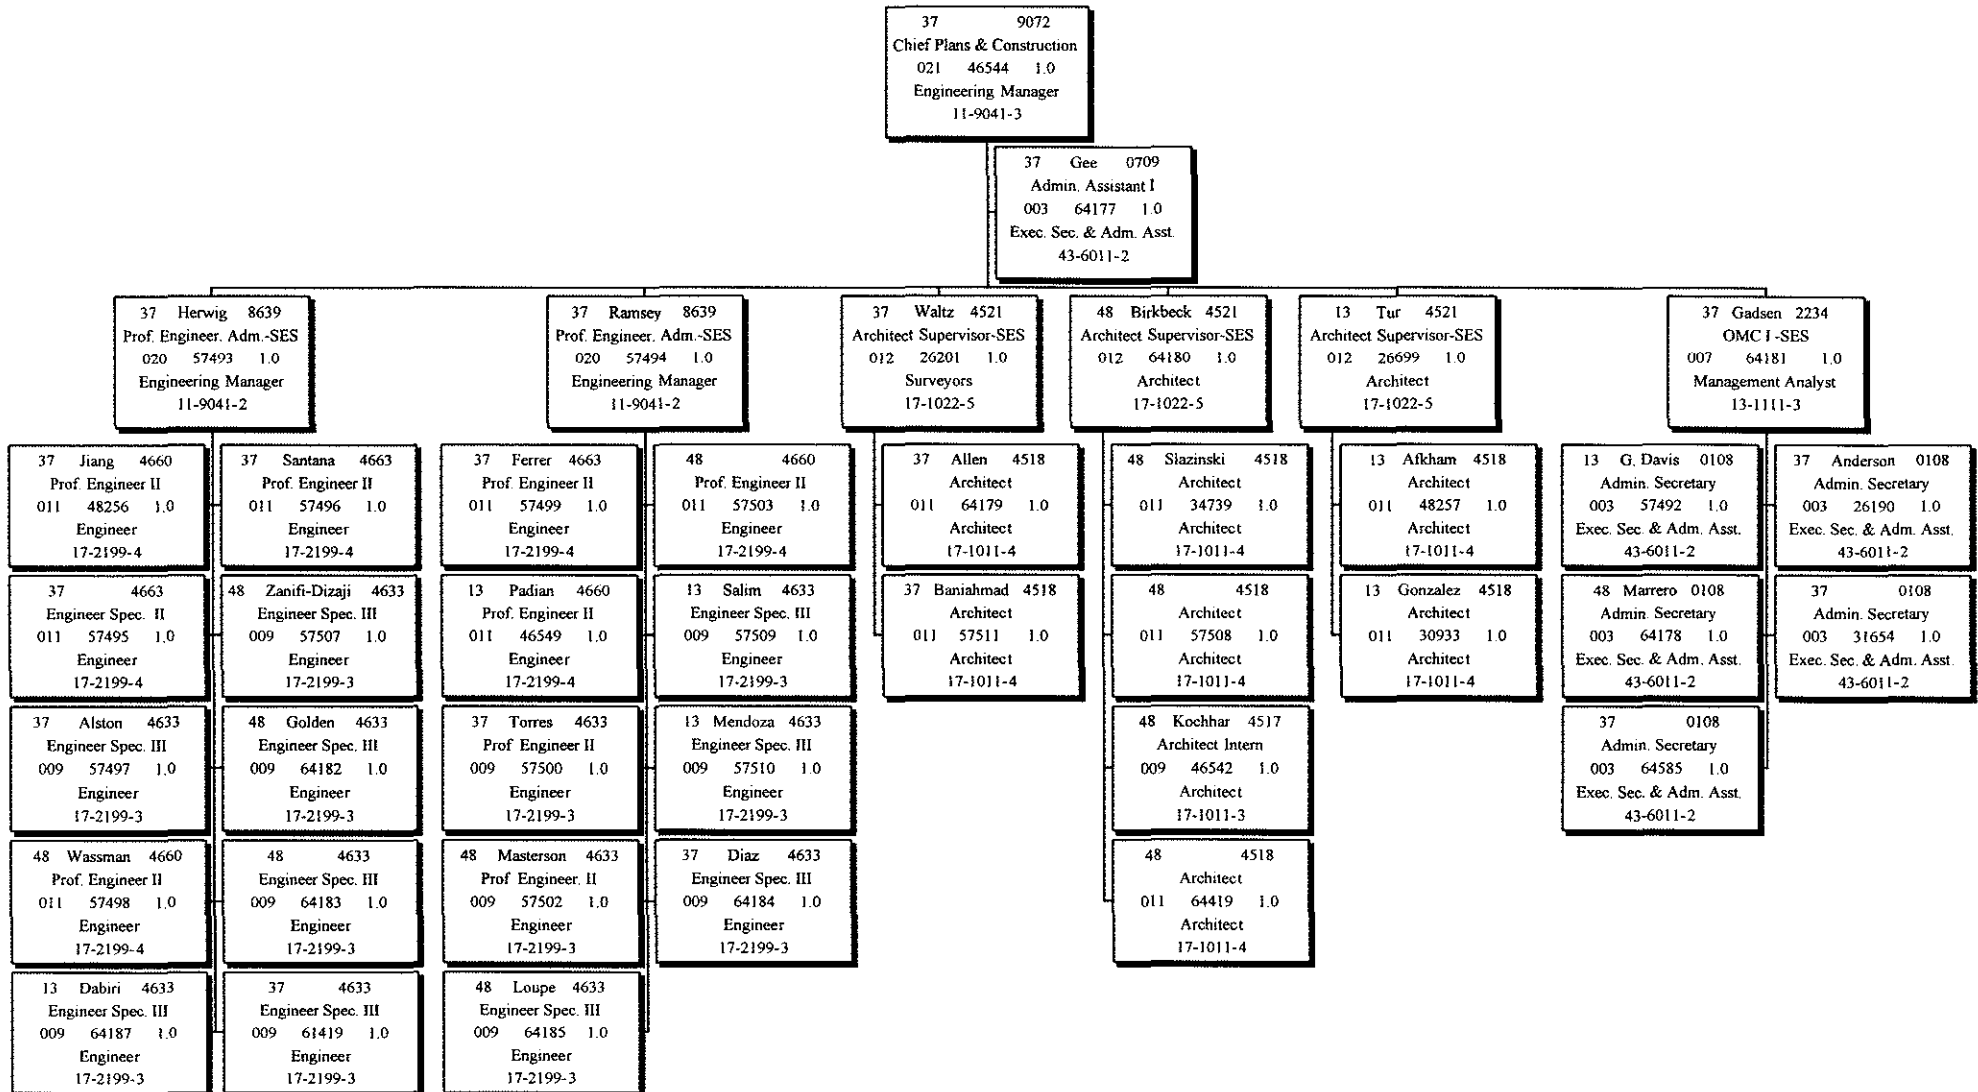 37 9072
Chief Plans & Construction
021 46544 1.0
Engineering Manager
11-9041-3
37 Gee 0709
Admin. Assistant I
003 64177 1.0
Exec. Sec. & Adm. Asst.
43-6011-2
37 Herwig 8639
Prof. Engineer. Adm.-SES
020 57493 1.0
Engineering Manager
11-9041-2
37 Ramsey 8639
Prof. Engineer. Adm.-SES
020 57494 1.0
Engineering Manager
11-9041-2
37 Waltz 4521
Architect Supervisor-SES
012 26201 1.0
Surveyors
17-1022-5
48 Birkbeck 4521
Architect Supervisor-SES
012 64180 1.0
Architect
17-1022-5
13 Tur 4521
Architect Supervisor-SES
012 26699 1.0
Architect
17-1022-5
37 Gadsen 2234
OMC I -SES
007 64181 1.0
Management Analyst
13-1111-3
37 Jiang 4660
Prof. Engineer II
011 48256 1.0
Engineer
17-2199-4
37 Santana 4663
Prof. Engineer II
011 57496 1.0
Engineer
17-2199-4
37 4663
Engineer Spec. II
011 57495 1.0
Engineer
17-2199-4
48 Zanifi-Dizaji 4633
Engineer Spec. III
009 57507 1.0
Engineer
17-2199-3
37 Alston 4633
Engineer Spec. III
009 57497 1.0
Engineer
17-2199-3
48 Golden 4633
Engineer Spec. III
009 64182 1.0
Engineer
17-2199-3
48 Wassman 4660
Prof. Engineer II
011 57498 1.0
Engineer
17-2199-4
48 4633
Engineer Spec. III
009 64183 1.0
Engineer
17-2199-3
13 Dabiri 4633
Engineer Spec. III
009 64187 1.0
Engineer
17-2199-3
37 4633
Engineer Spec. III
009 61419 1.0
Engineer
17-2199-3
37 Ferrer 4663
Prof. Engineer II
011 57499 1.0
Engineer
17-2199-4
48 4660
Prof. Engineer II
011 57503 1.0
Engineer
17-2199-4
13 Padian 4660
Prof. Engineer II
011 46549 1.0
Engineer
17-2199-4
13 Salim 4633
Engineer Spec. III
009 57509 1.0
Engineer
17-2199-3
37 Torres 4633
Prof Engineer II
009 57500 1.0
Engineer
17-2199-3
13 Mendoza 4633
Engineer Spec. III
009 57510 1.0
Engineer
17-2199-3
48 Masterson 4633
Prof Engineer. II
009 57502 1.0
Engineer
17-2199-3
37 Diaz 4633
Engineer Spec. III
009 64184 1.0
Engineer
17-2199-3
48 Loupe 4633
Engineer Spec. III
009 64185 1.0
Engineer
17-2199-3
37 Allen 4518
Architect
011 64179 1.0
Architect
17-1011-4
37 Baniahmad 4518
Architect
011 57511 1.0
Architect
17-1011-4
48 Slazinski 4518
Architect
011 34739 1.0
Architect
17-1011-4
48 4518
Architect
011 57508 1.0
Architect
17-1011-4
48 Kochhar 4517
Architect Intern
009 46542 1.0
Architect
17-1011-3
48 4518
Architect
011 64419 1.0
Architect
17-1011-4
13 Afkham 4518
Architect
011 48257 1.0
Architect
17-1011-4
13 Gonzalez 4518
Architect
011 30933 1.0
Architect
17-1011-4
13 G. Davis 0108
Admin. Secretary
003 57492 1.0
Exec. Sec. & Adm. Asst.
43-6011-2
37 Anderson 0108
Admin. Secretary
003 26190 1.0
Exec. Sec. & Adm. Asst.
43-6011-2
48 Marrero 0108
Admin. Secretary
003 64178 1.0
Exec. Sec. & Adm. Asst.
43-6011-2
37 0108
Admin. Secretary
003 31654 1.0
Exec. Sec. & Adm. Asst.
43-6011-2
37 0108
Admin. Secretary
003 64585 1.0
Exec. Sec. & Adm. Asst.
43-6011-2